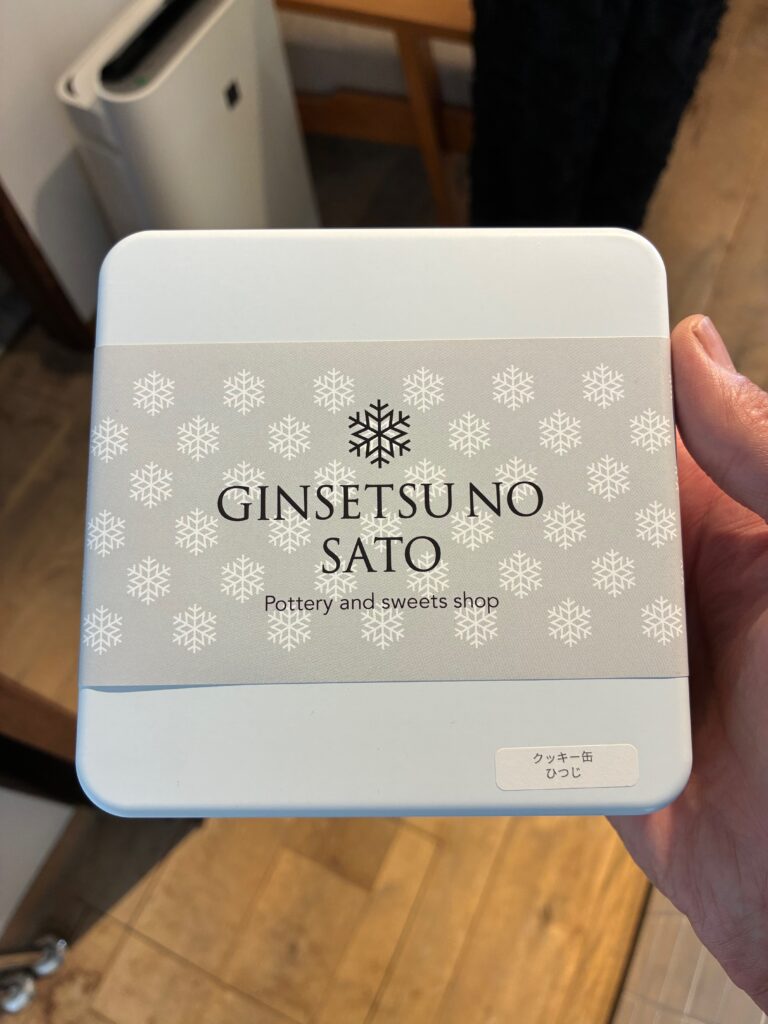 GINSETSU NO
SATO
Pottery and sweets shop
クッキー缶
ひつじ